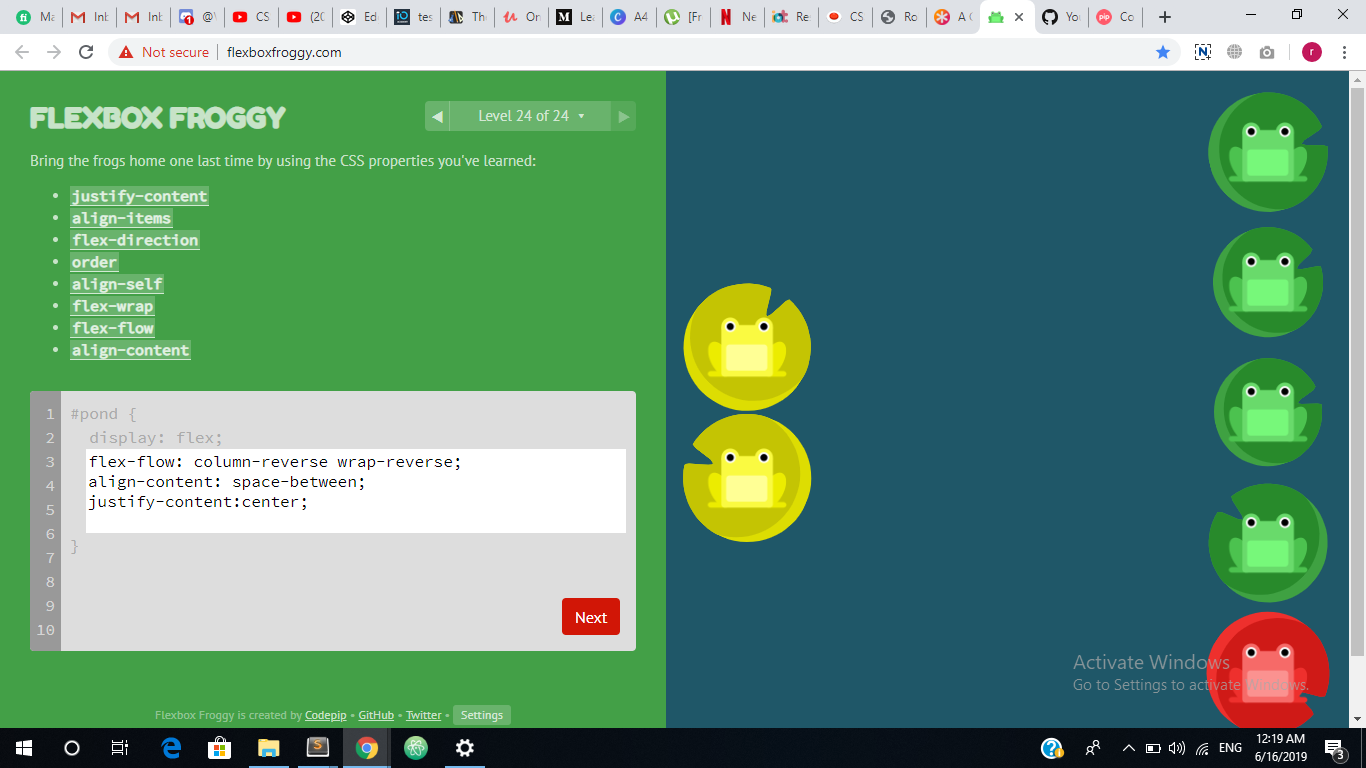 Ma
Inb
Inb
@\
CS
(20
Ed
tes
Th
On
Lea
A4
[Fr
Ne
Re
CS
Ro
A C
You
Co
Not secure
flexboxfroggy.com
r
FLEXBOX FROGGY
Level 24 of 24
Bring the frogs home one last time by using the CSS properties you've learned:
• justify-content
• align-items
• flex-direction
• order
• align-self
• flex-wrap
• flex-flow
• align-content
1 #pond {
2 display: flex;
3 flex-flow: column-reverse wrap-reverse;
4 align-content: space-between;
5 justify-content:center;
6
7 }
8
9
10
Next
Activate Windows
Go to Settings to activate Windows.
Flexbox Froggy is created by Codepip • GitHub • Twitter • Settings
ENG
12:19 AM
6/16/2019
3